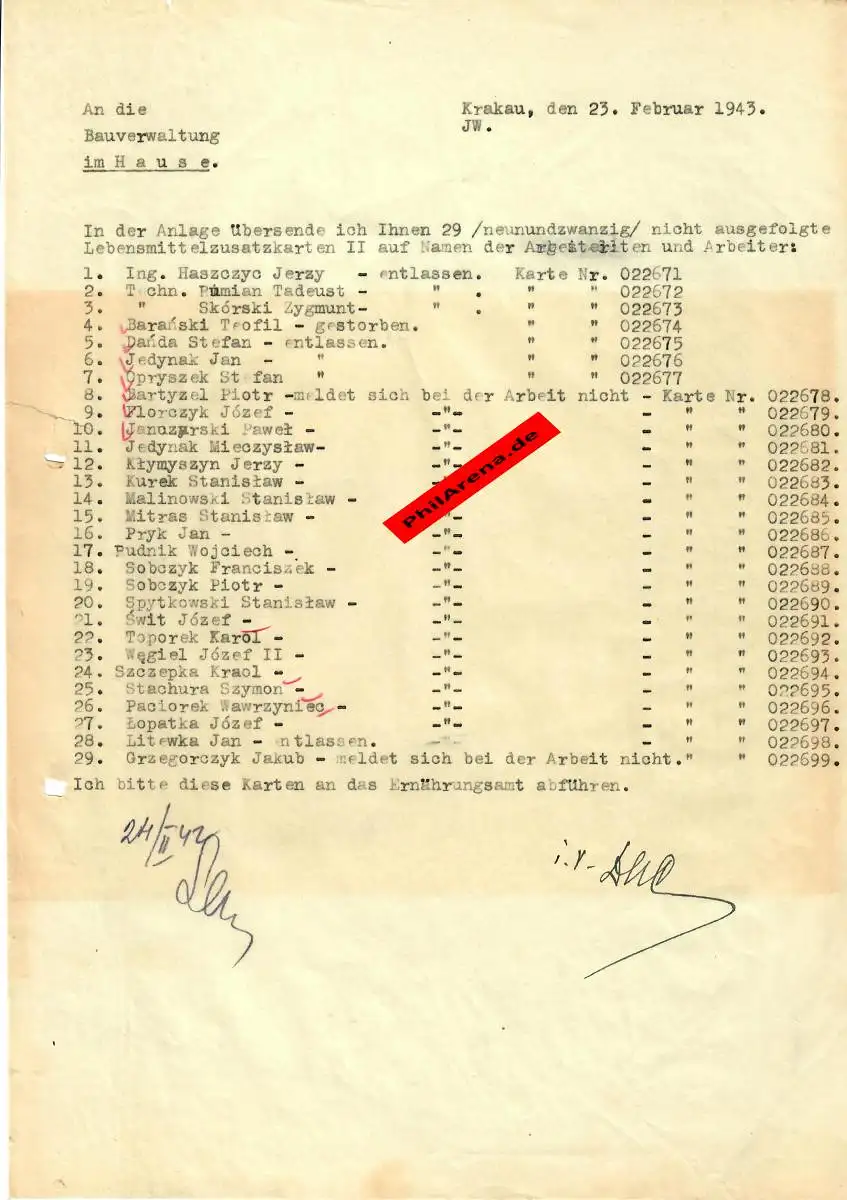 An die
Bauverwaltung
im H a u s e.
Krakau, den 23. Februar 1943.
JW.
In der Anlage Übersende ich Ihnen 29 /neunundzwanzig/ nicht ausgefolgte
Lebensmittelzusatzkarten II auf Namen der und Arbeiter:
1. Ing. Haszczyc Jerzy - entlassen. Karte Nr. 022671
2. Techn. Pumian Tadeust - " . " " 022672
3. " Skórski Zygmunt- " . " " 022673
4. Barański Teofil - gestorben. " " 022674
5. Dańda Stefan - entlassen. " " 022675
6. Jedynak Jan - " " " 022676
7. Opryszek Stefan " " " 022677
8. Bartyzel Piotr -meldet sich bei der Arbeit nicht - Karte Nr. 022678.
9. Florczyk Józef - -"- - " " 022679.
10. Paweł - -"- - " " 022680.
11. Jedynak Mieczysław- -"- - " " 022681.
12. Kłymyszyn Jerzy - -"- - " " 022682.
13. Kurek Stanisław - -"- - " " 022683.
14. Malinowski Stanisław - - " " 022684.
15. Mitras Stanisław - -"- - " " 022685.
16. Pryk Jan - -"- - " " 022686.
17. Pudnik Wojciech - -"- - " " 022687.
18. Sobczyk Franciszek - -"- - " " 022688.
19. Sobczyk Piotr - -"- - " " 022689.
20. Spytkowski Stanisław - -"- - " " 022690.
21. Świt Józef - -"- - " " 022691.
22. Toporek Karol - -"- - " " 022692.
23. Węgiel Józef II - -"- - " " 022693.
24. Szczepka Kraol - -"- - " " 022694.
25. Stachura Szymon - -"- - " " 022695.
26. Paciorek Wawrzyniec - -"- - " " 022696.
27. Łopatka Józef - -"- - " " 022697.
28. Litewka Jan - entlassen. -"- - " " 022698.
29. Grzegorczyk Jakub - meldet sich bei der Arbeit nicht." " 022699.
Ich bitte diese Karten an das Ernährungsamt abführen.
PhilArena.de
24/II 43
i.V.